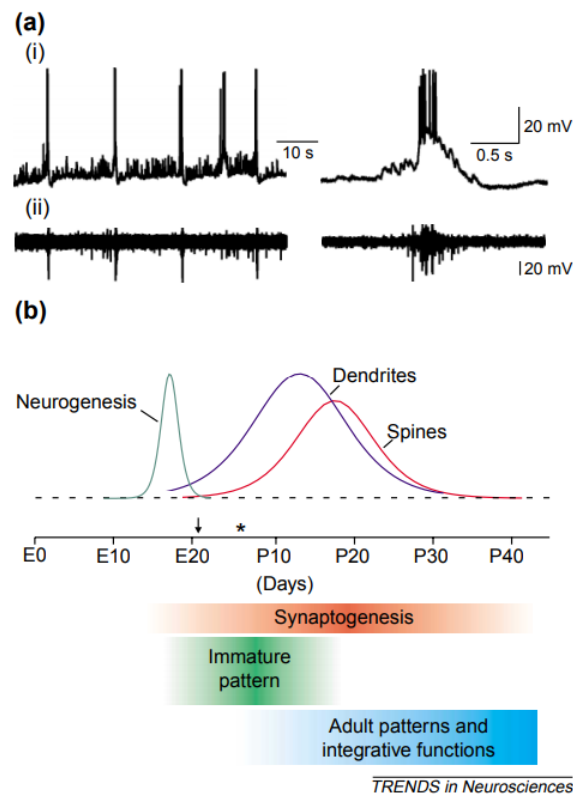 (a)
(i)
10 s
20 mV
0.5 s
(ii)
20 mV
(b)
Neurogenesis
Dendrites
Spines
*
E0 E10 E20 P10 P20 P30 P40
(Days)
Synaptogenesis
Immature
pattern
Adult patterns and
integrative functions
TRENDS in Neurosciences